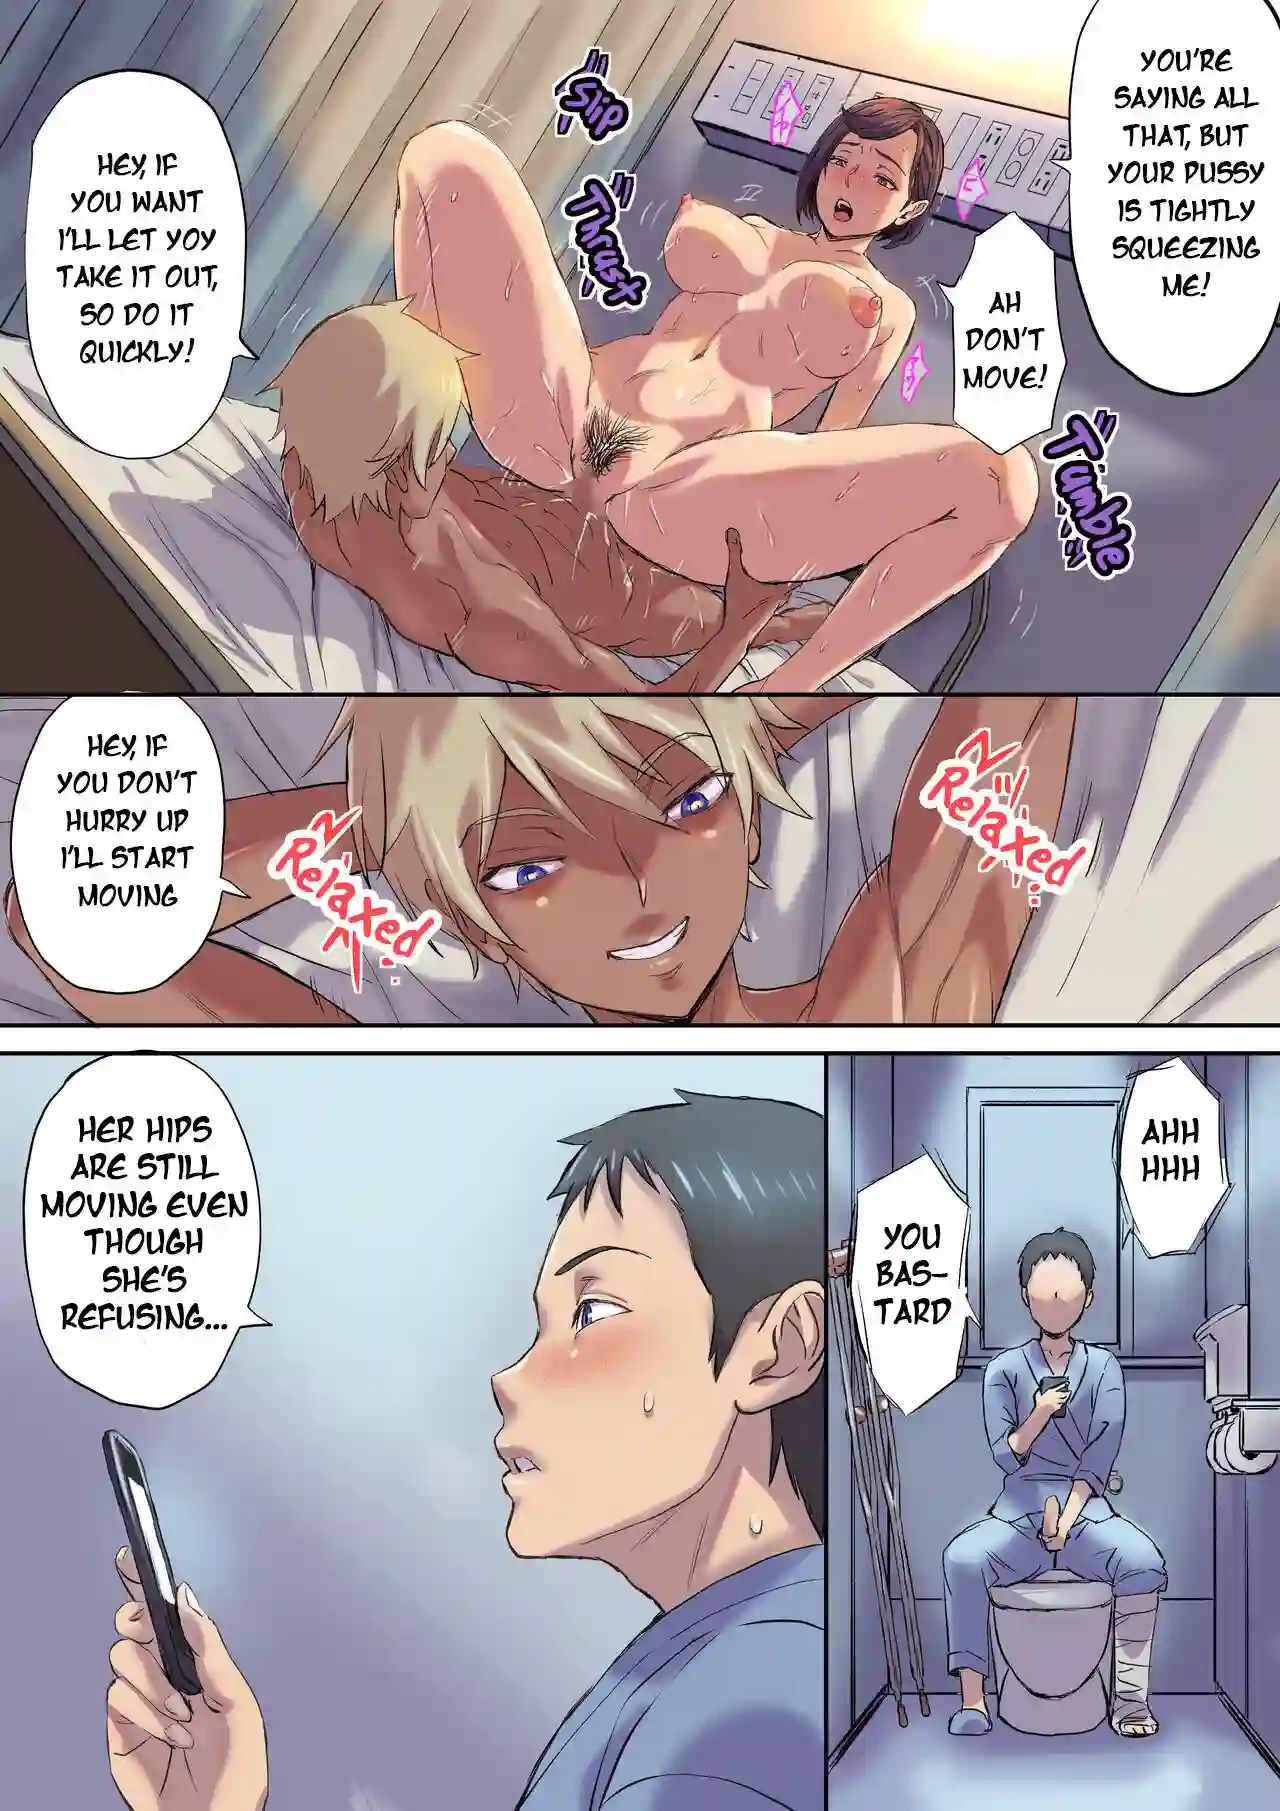 YOU'RE
SAYING ALL
THAT, BUT
YOUR PUSSY
IS TIGHTLY
SQUEEZING
ME!
AH
DON'T
MOVE!
Slip
Thrust
Tumble
HEY, IF
YOU WANT
I'LL LET YOY
TAKE IT OUT,
SO DO IT
QUICKLY!
HEY, IF
YOU DON'T
HURRY UP
I'LL START
MOVING
Relaxed
Relaxed
HER HIPS
ARE STILL
MOVING EVEN
THOUGH
SHE'S
REFUSING...
AHH
HHH
YOU
BAS-
TARD